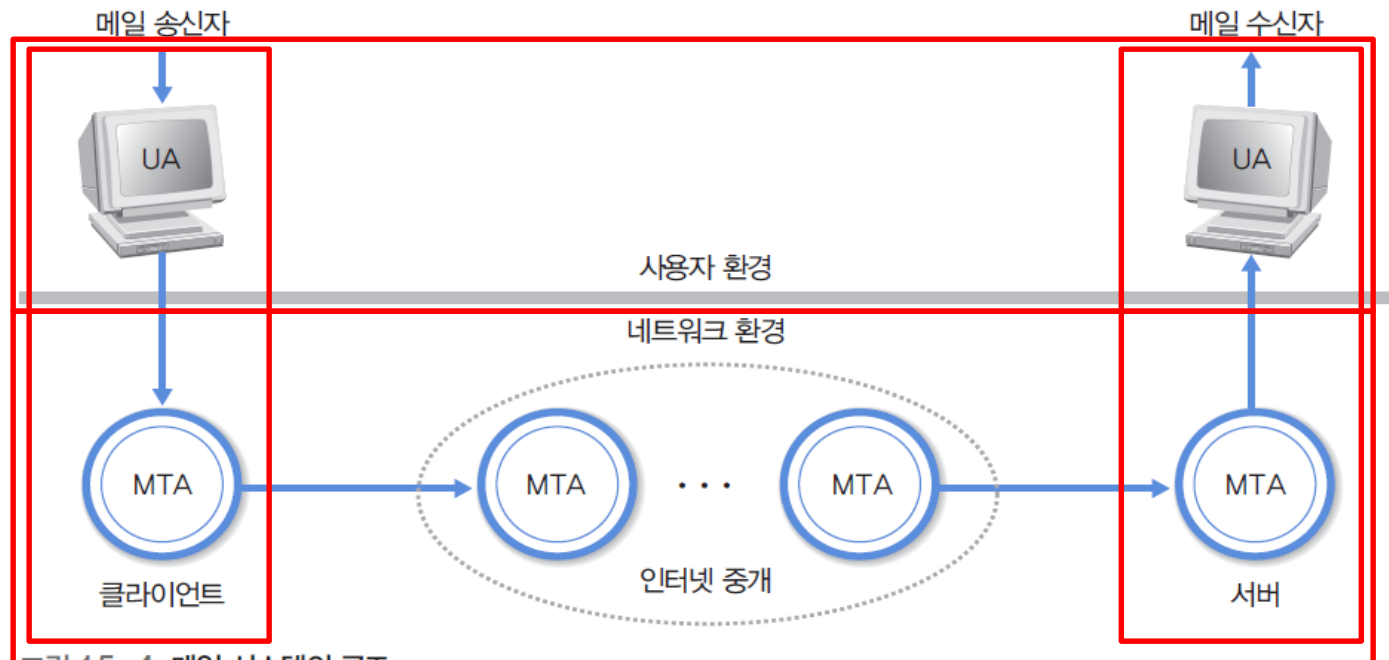 메일 송신자
메일 수신자
UA
UA
사용자 환경
네트워크 환경
MTA
MTA
···
MTA
MTA
클라이언트
인터넷 중개
서버